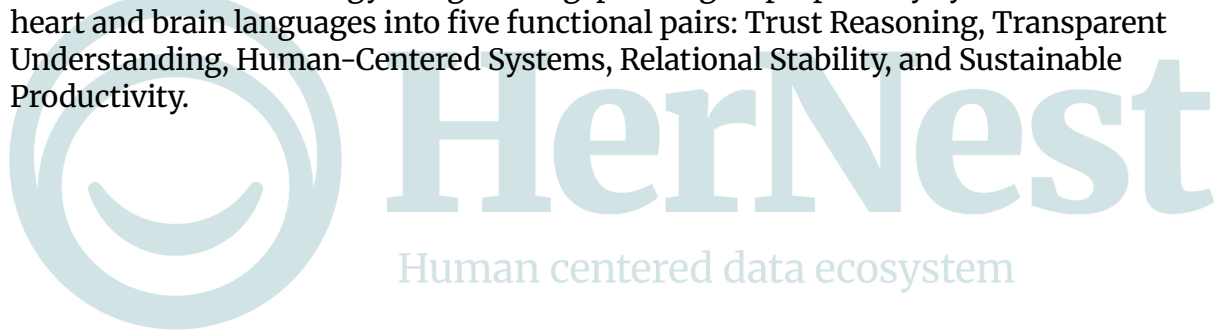 heart and brain languages into five functional pairs: Trust Reasoning, Transparent
Understanding, Human-Centered Systems, Relational Stability, and Sustainable
Productivity.
HerNest
Human centered data ecosystem